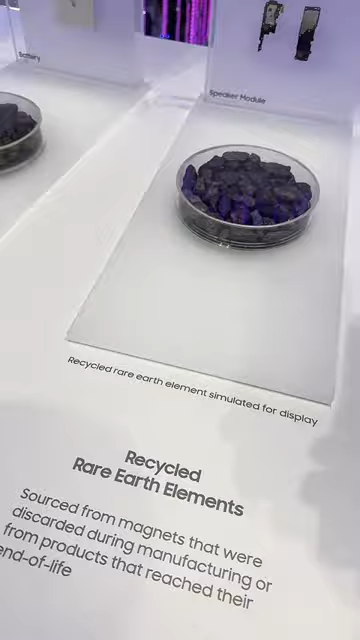 Battery
Speaker Module
Recycled rare earth element simulated for display
Recycled
Rare Earth Elements
Sourced from magnets that were
discarded during manufacturing or
from products that reached their
end-of-life